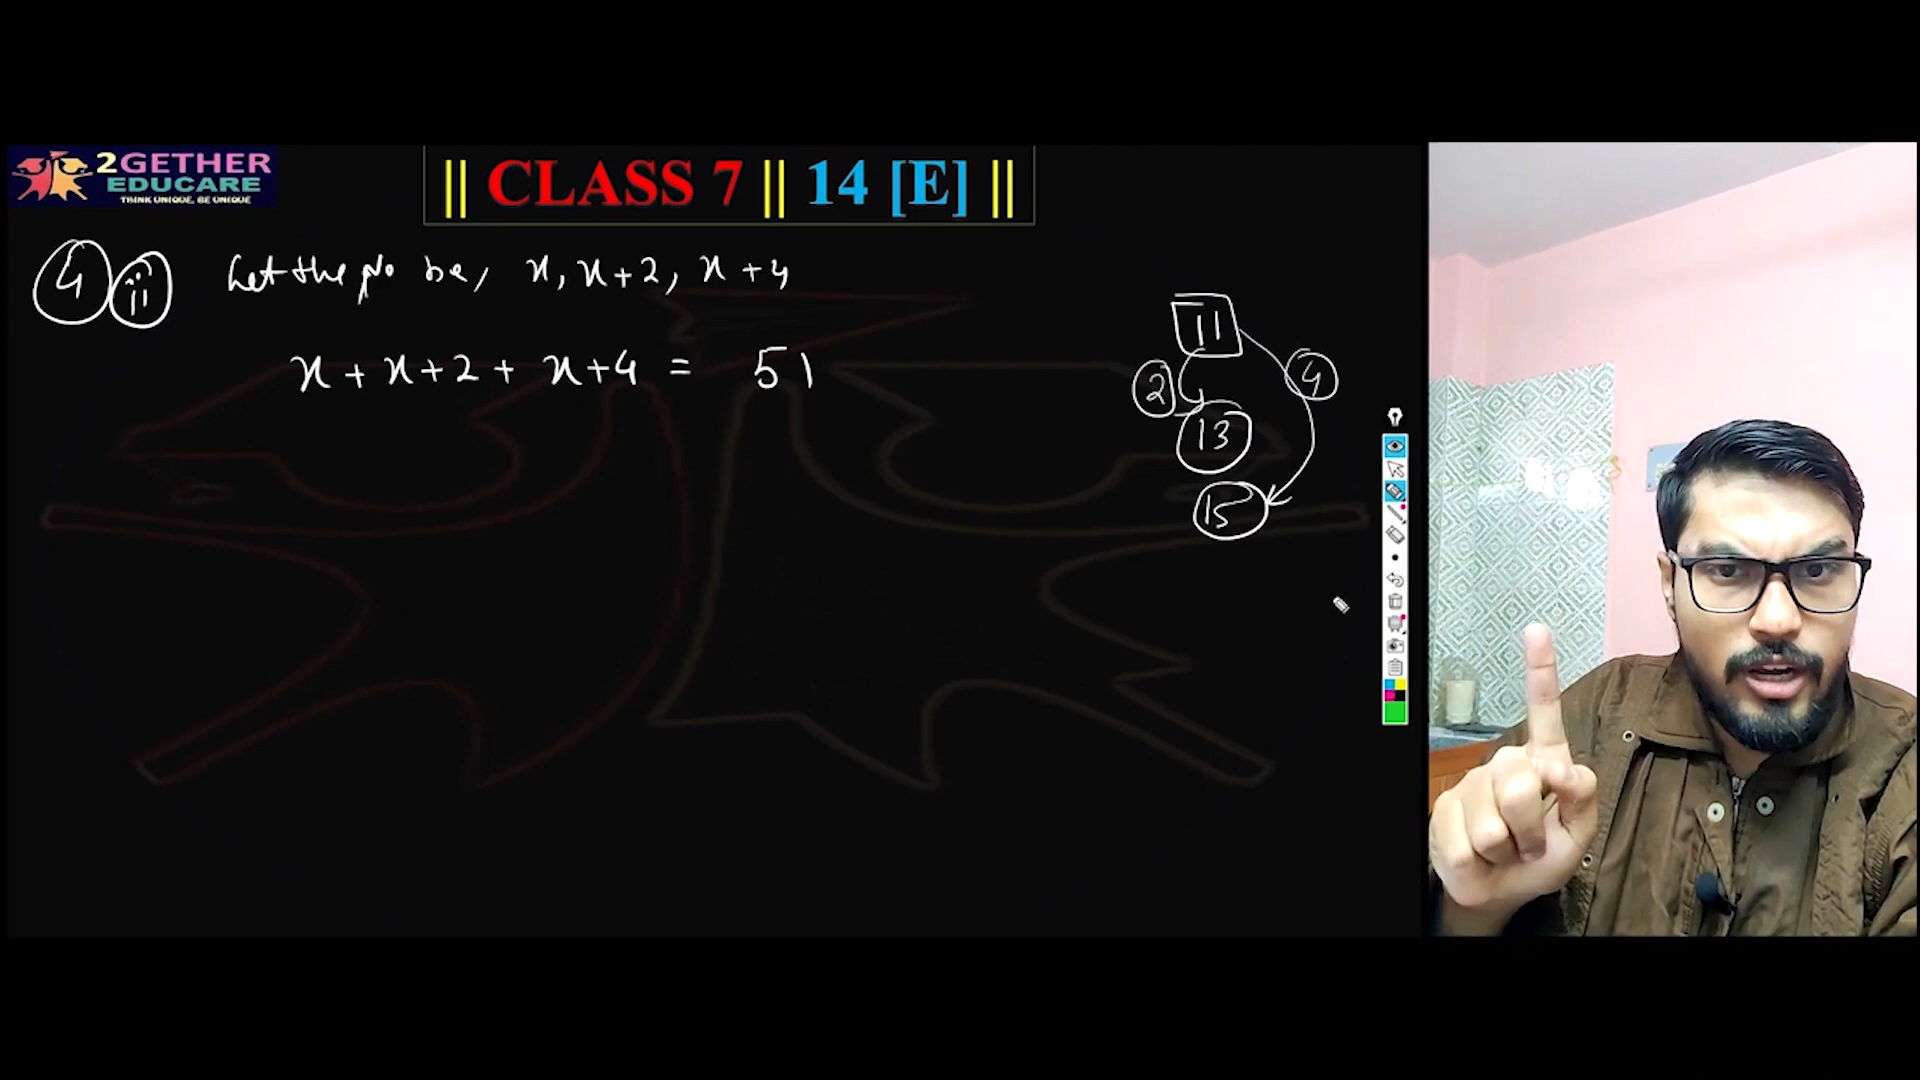 2GETHER
EDUCARE
THINK UNIQUE, BE UNIQUE
|| CLASS 7 || 14 [E] ||
4 ii Let the no be, x, x+2, x+4
x + x+2 + x+4 = 51
11
2 4
13
15